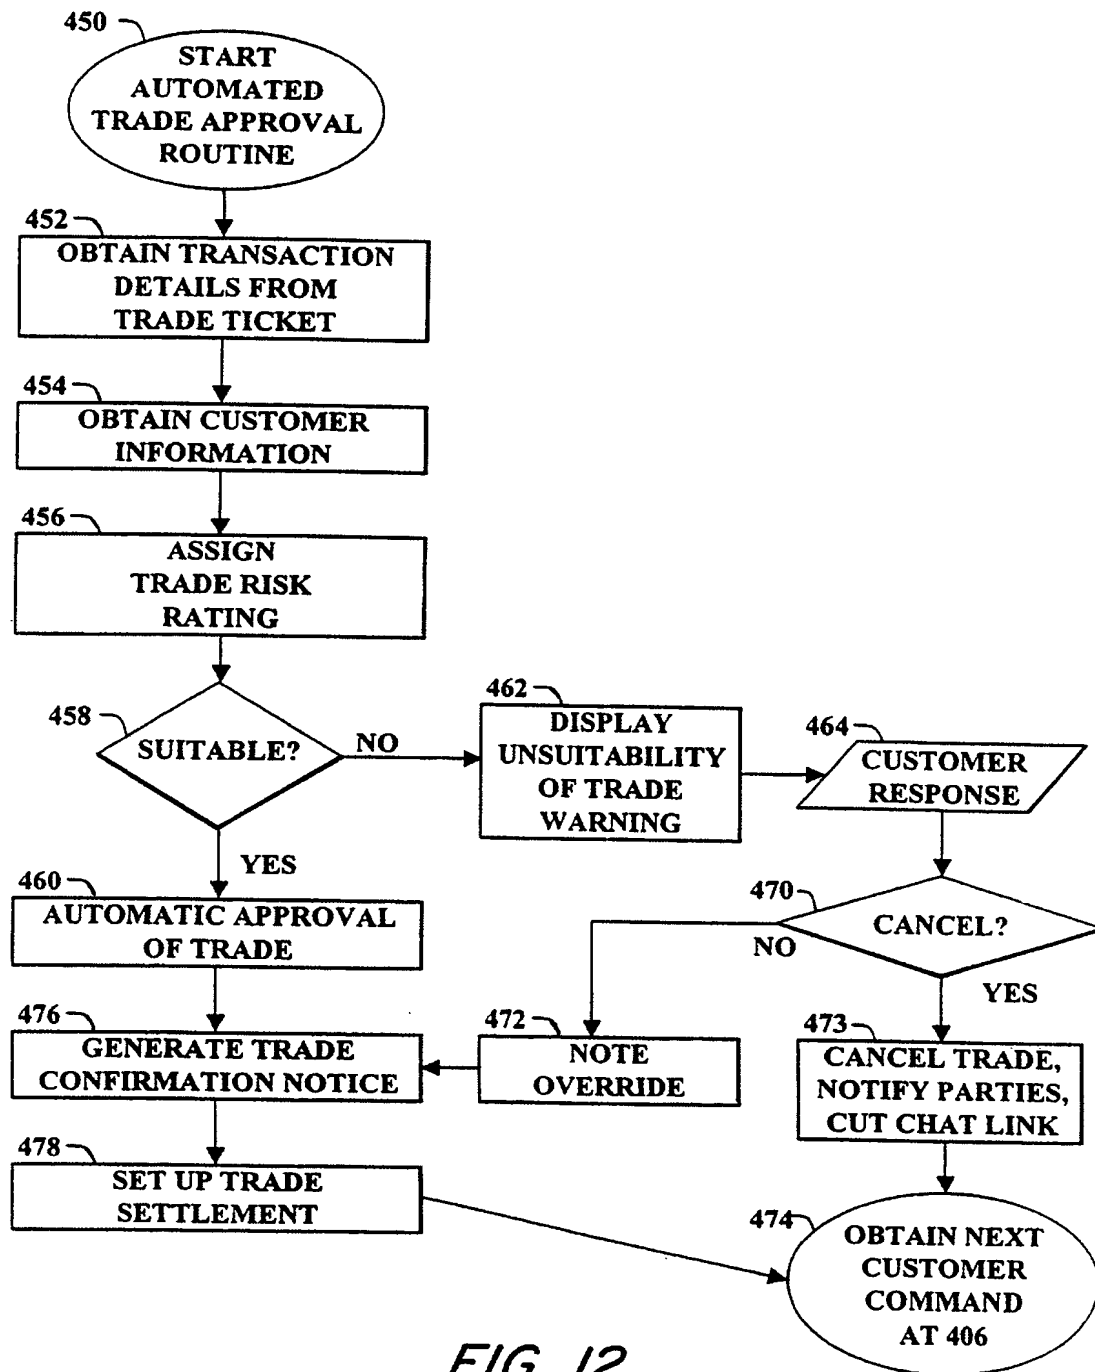 450
START
AUTOMATED
TRADE APPROVAL
ROUTINE
452
OBTAIN TRANSACTION
DETAILS FROM
TRADE TICKET
454
OBTAIN CUSTOMER
INFORMATION
456
ASSIGN
TRADE RISK
RATING
458
SUITABLE?
NO
YES
462
DISPLAY
UNSUITABILITY
OF TRADE
WARNING
464
CUSTOMER
RESPONSE
460
AUTOMATIC APPROVAL
OF TRADE
470
CANCEL?
NO
YES
476
GENERATE TRADE
CONFIRMATION NOTICE
472
NOTE
OVERRIDE
473
CANCEL TRADE,
NOTIFY PARTIES,
CUT CHAT LINK
478
SET UP TRADE
SETTLEMENT
474
OBTAIN NEXT
CUSTOMER
COMMAND
AT 406
FIG. 12